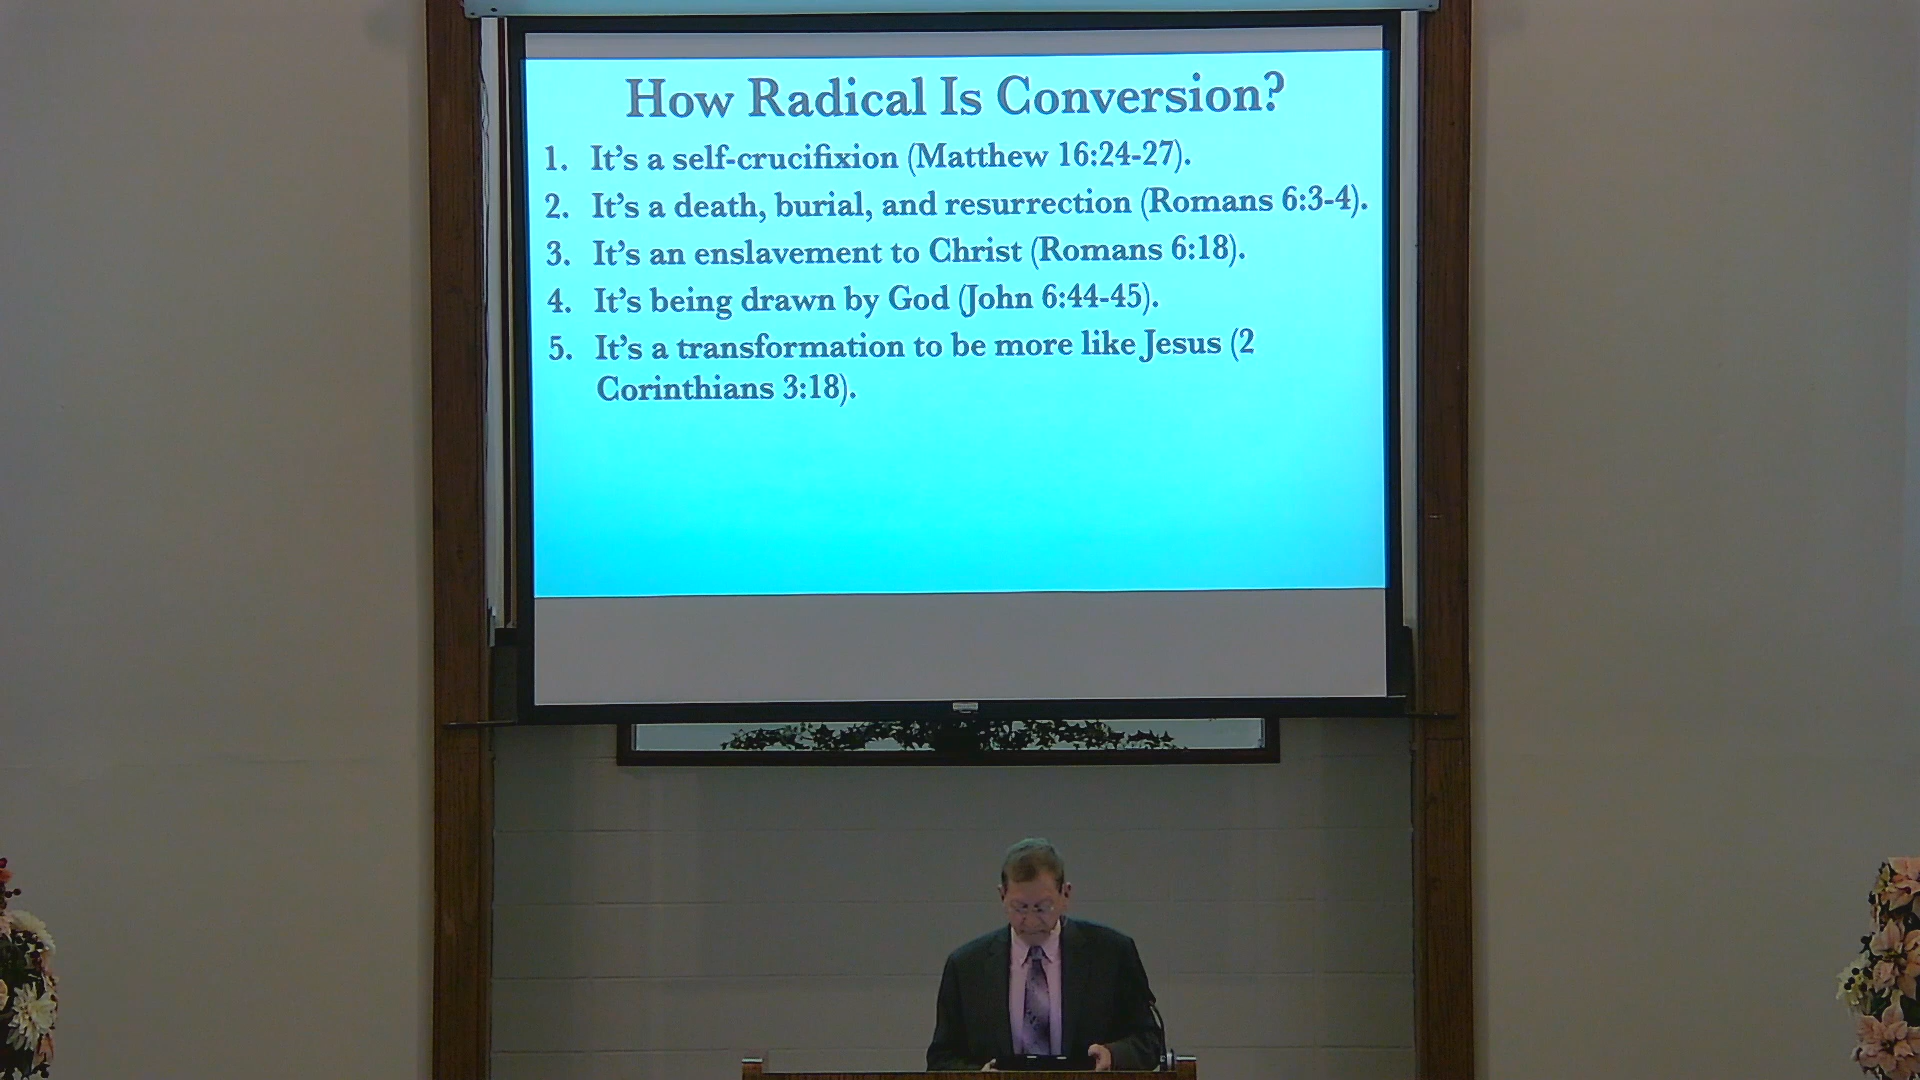 How Radical Is Conversion?
1. It's a self-crucifixion (Matthew 16:24-27).
2. It's a death, burial, and resurrection (Romans 6:3-4).
3. It's an enslavement to Christ (Romans 6:18).
4. It's being drawn by God (John 6:44-45).
5. It's a transformation to be more like Jesus (2
Corinthians 3:18).